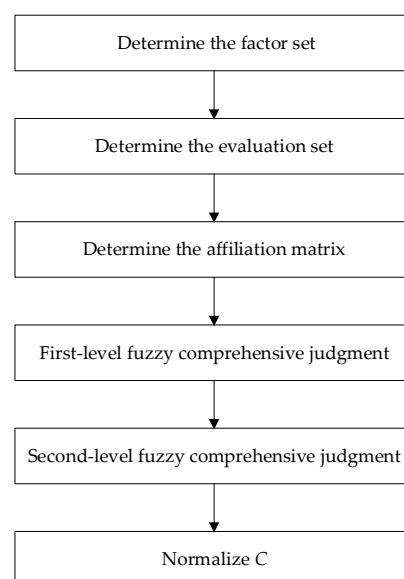 Determine the factor set
Determine the evaluation set
Determine the affiliation matrix
First-level fuzzy comprehensive judgment
Second-level fuzzy comprehensive judgment
Normalize C